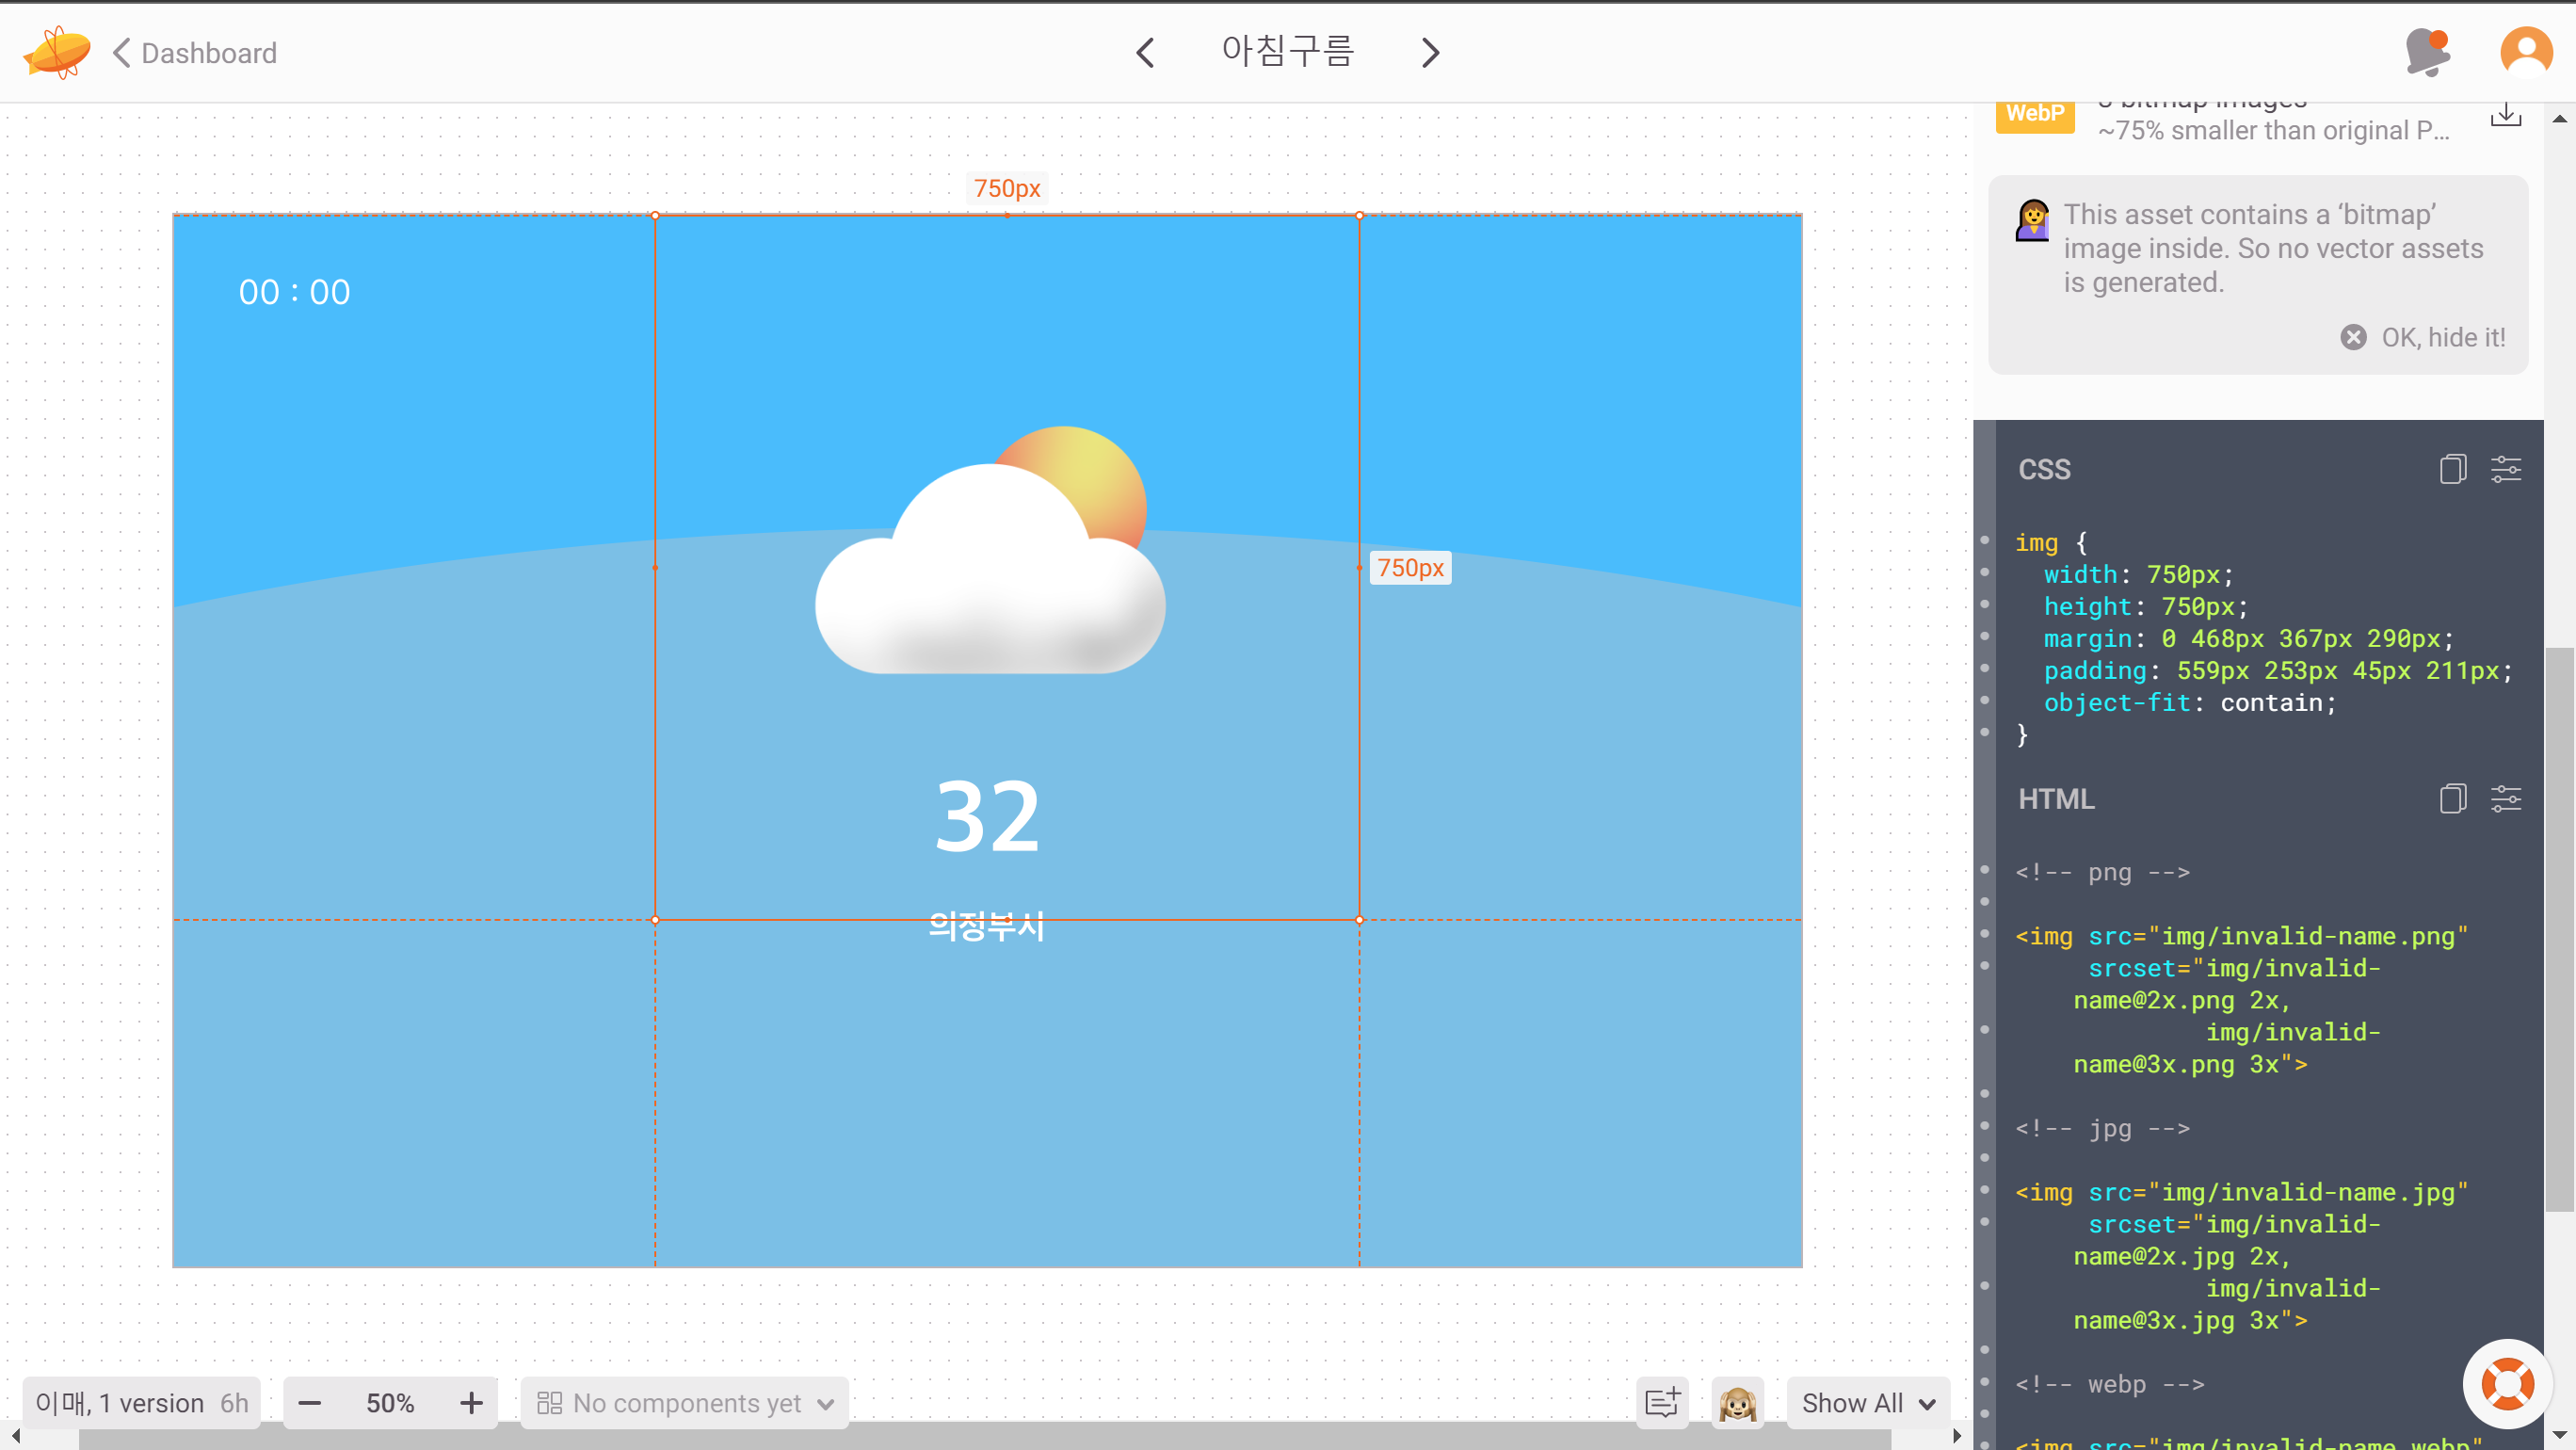 Dashboard
아침구름
WebP
~75% smaller than original P...
This asset contains a ‘bitmap’
image inside. So no vector assets
is generated.
OK, hide it!
750px
00 : 00
750px
32
의정부시
CSS
img {
width: 750px;
height: 750px;
margin: 0 468px 367px 290px;
padding: 559px 253px 45px 211px;
object-fit: contain;
}
HTML
<!-- png -->
<img src="img/invalid-name.png"
srcset="img/invalid-
name@2x.png 2x,
img/invalid-
name@3x.png 3x">
<!-- jpg -->
<img src="img/invalid-name.jpg"
srcset="img/invalid-
name@2x.jpg 2x,
img/invalid-
name@3x.jpg 3x">
<!-- webp -->
<img src="img/invalid-name.webp"
이매, 1 version 6h
50%
No components yet
Show All